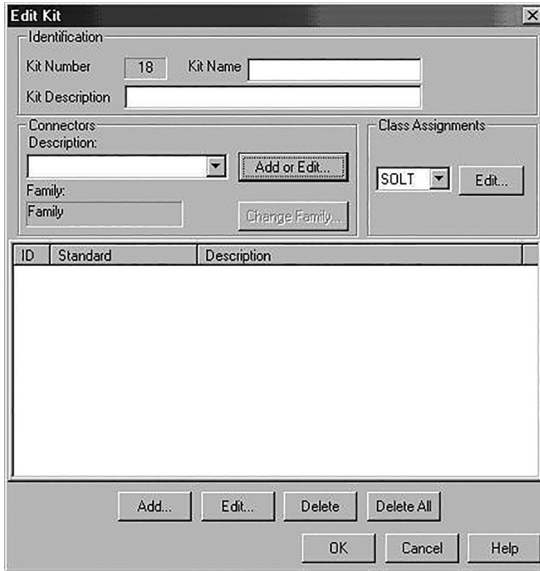 Edit Kit
Identification
Kit Number 18 Kit Name
Kit Description
Connectors
Description:
Add or Edit...
Family:
Family
Change Family...
Class Assignments
SOLT Edit...
ID Standard Description
Add... Edit... Delete Delete All
OK Cancel Help